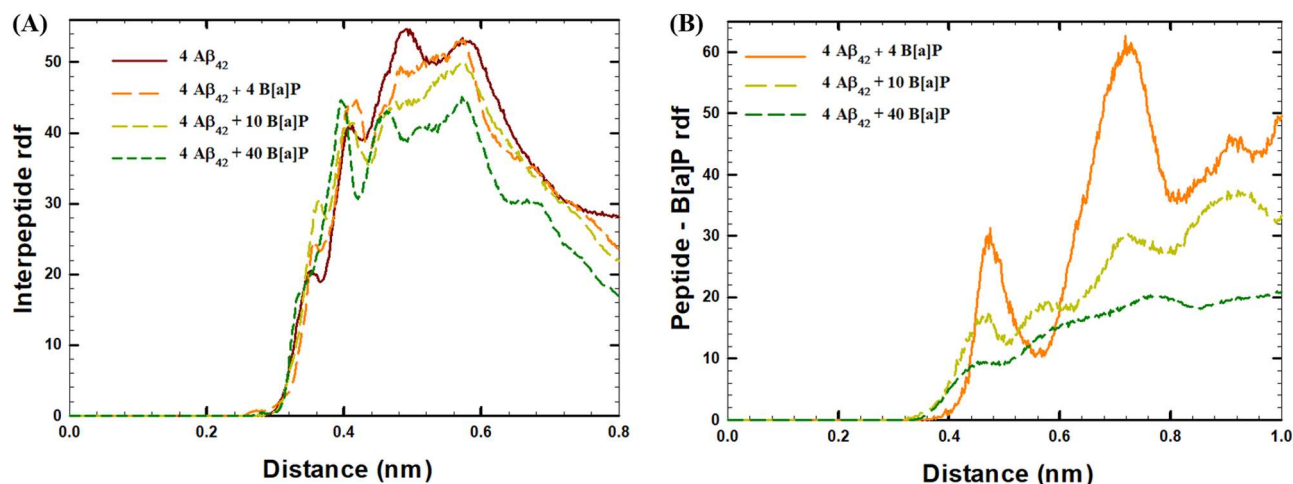 (A)
Interpeptide rdf
60
50
40
30
20
10
0
4 Aβ₄₂
4 Aβ₄₂ + 4 B[a]P
4 Aβ₄₂ + 10 B[a]P
4 Aβ₄₂ + 40 B[a]P
0.0 0.2 0.4 0.6 0.8
Distance (nm)
(B)
Peptide - B[a]P rdf
60
50
40
30
20
10
0
4 Aβ₄₂ + 4 B[a]P
4 Aβ₄₂ + 10 B[a]P
4 Aβ₄₂ + 40 B[a]P
0.0 0.2 0.4 0.6 0.8 1.0
Distance (nm)